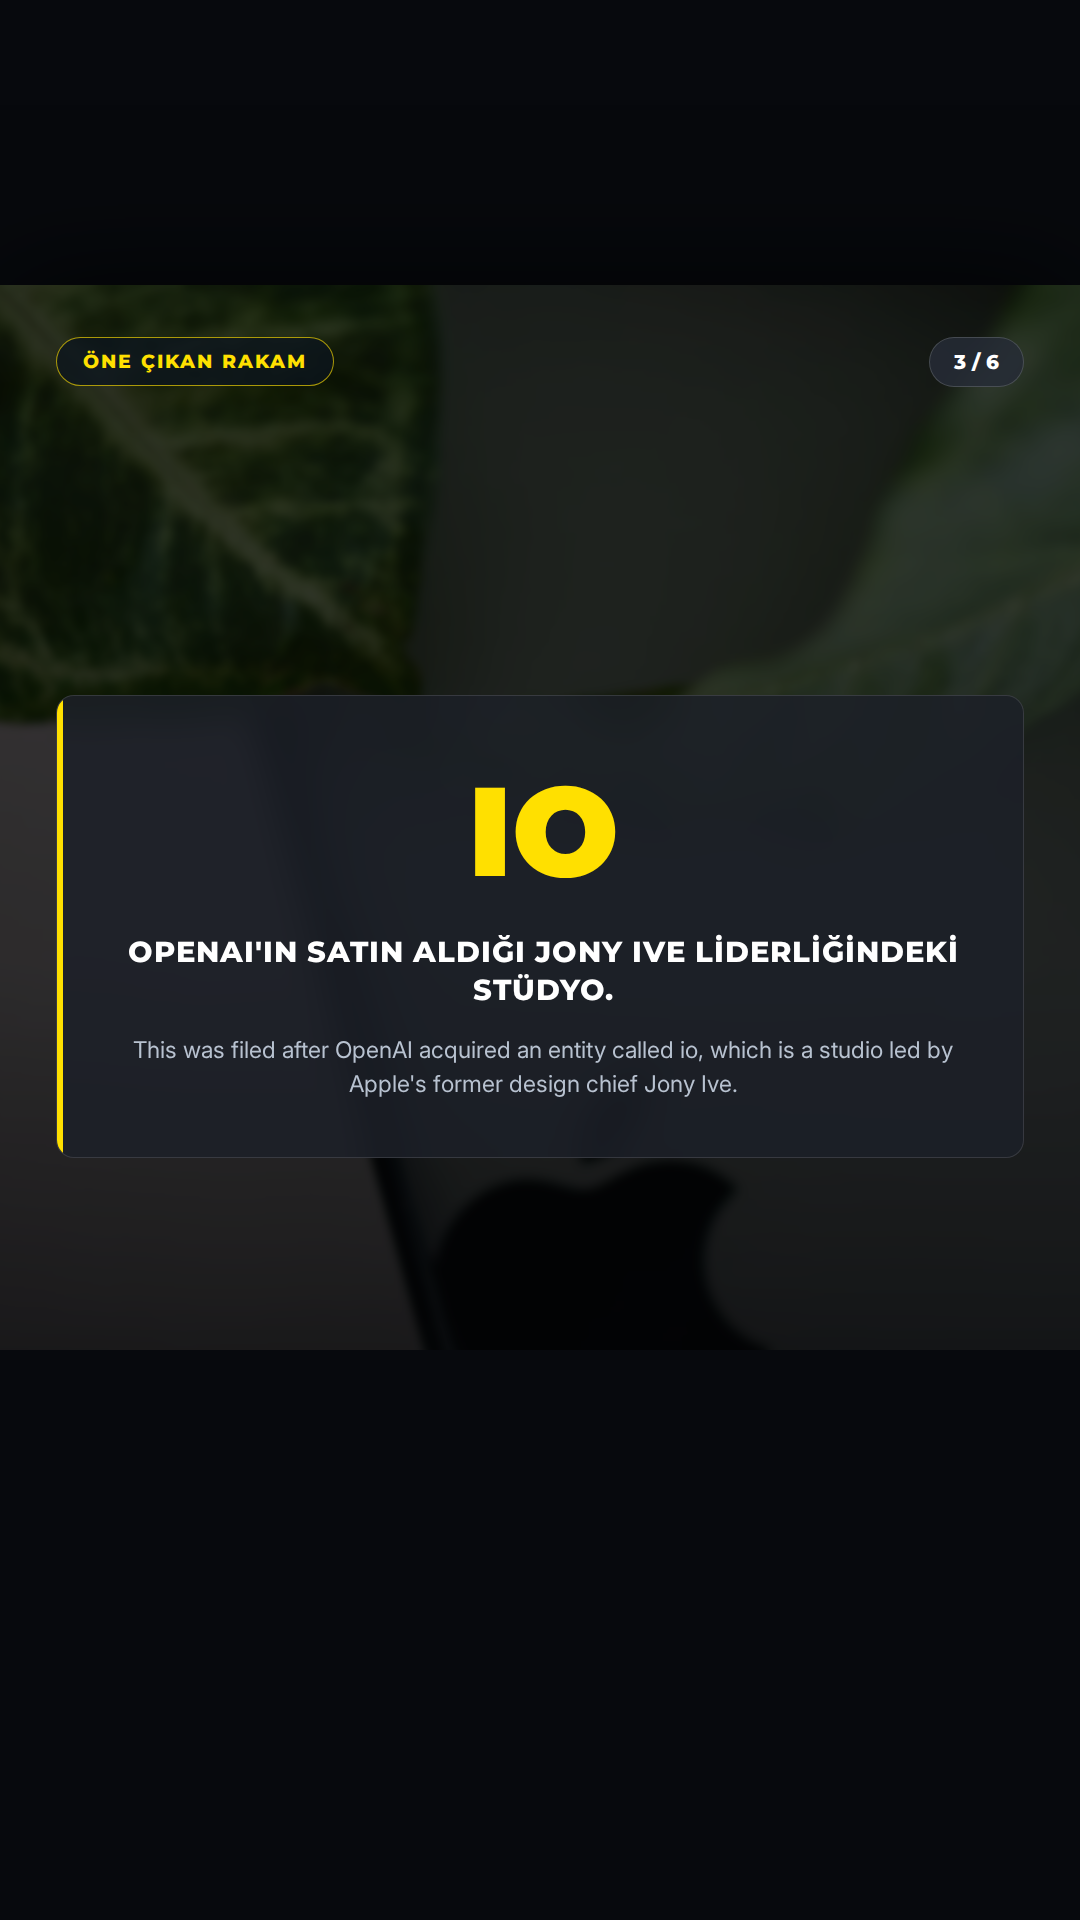 ÖNE ÇIKAN RAKAM
3 / 6
IO
OPENAI'IN SATIN ALDIĞI JONY IVE LİDERLİĞİNDEKİ
STÜDYO.
This was filed after OpenAI acquired an entity called io, which is a studio led by
Apple's former design chief Jony Ive.